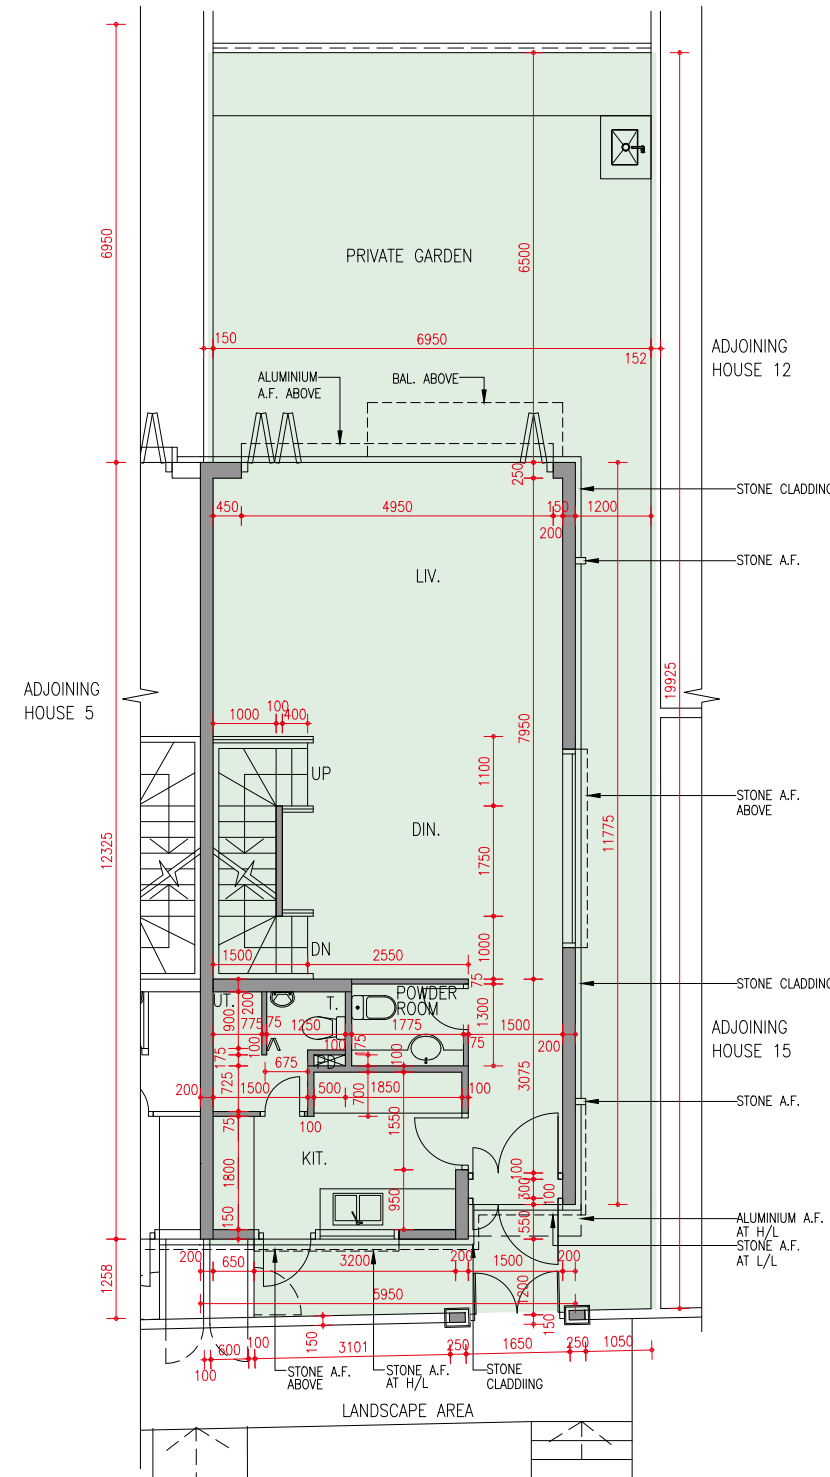 6950
6500
PRIVATE GARDEN
150
6950
152
ADJOINING
HOUSE 12
ALUMINIUM
A.F. ABOVE
BAL. ABOVE
250
STONE CLADDING
450
4950
150
1200
200
STONE A.F.
LIV.
ADJOINING
HOUSE 5
19925
100
1000
400
7950
UP
1100
STONE A.F.
ABOVE
DIN.
11775
12325
1750
DN
1000
1500
2550
75
STONE CLADDING
UT.
200
T.
POWDER
ROOM
900
775
75
1250
1775
1300
1500
ADJOINING
HOUSE 15
100
100
175
75
200
175
PD
100
675
3075
725
200
1500
500
1850
100
700
1550
STONE A.F.
75
100
KIT.
1800
100
300
100
950
150
550
ALUMINIUM A.F.
AT H/L
STONE A.F.
AT L/L
1258
200
650
3200
200
1500
200
5950
1200
150
150
100
600
100
3101
250
1650
250
1050
STONE A.F.
ABOVE
STONE A.F.
AT H/L
STONE
CLADDIING
LANDSCAPE AREA